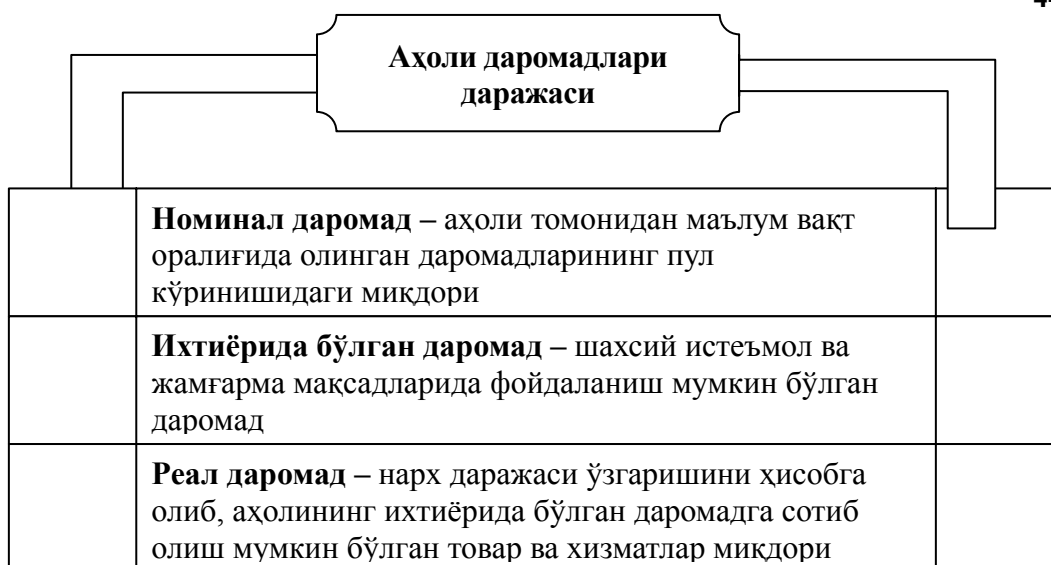 Аҳоли даромадлари
даражаси
Номинал даромад – аҳоли томонидан маълум вақт
оралиғида олинган даромадларининг пул
кўринишидаги миқдори
Ихтиёрида бўлган даромад – шахсий истеъмол ва
жамғарма мақсадларида фойдаланиш мумкин бўлган
даромад
Реал даромад – нарх даражаси ўзгаришини ҳисобга
олиб, аҳолининг ихтиёрида бўлган даромадга сотиб
олиш мумкин бўлган товар ва хизматлар миқдори